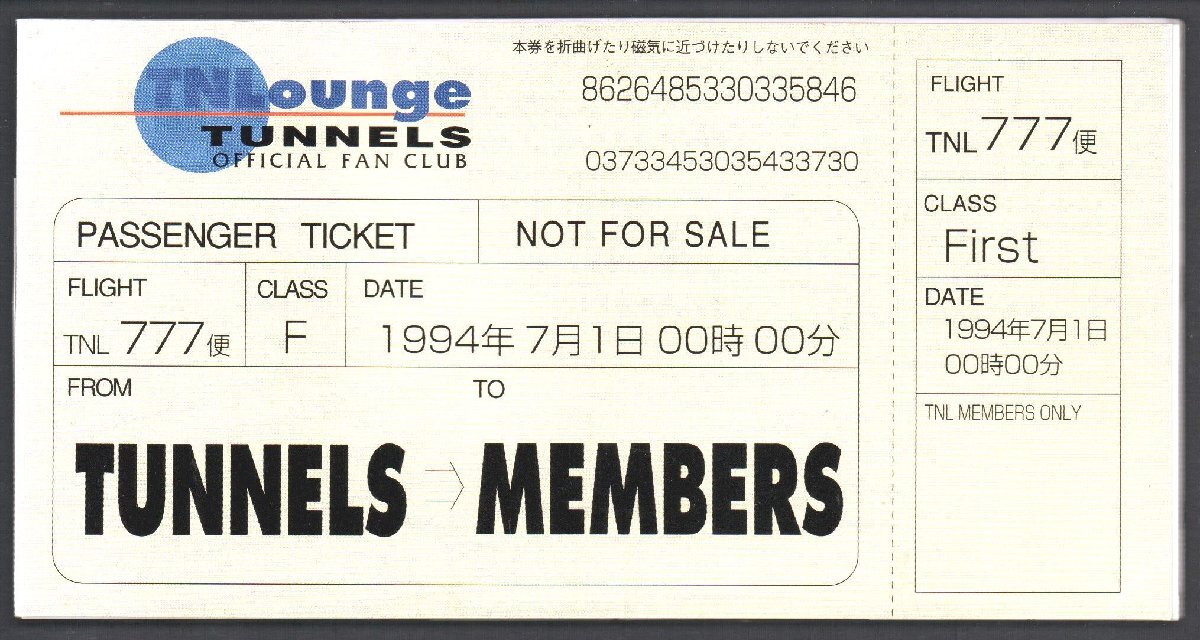 TNLounge
TUNNELS
OFFICIAL FAN CLUB
本券を折曲げたり磁気に近づけたりしないでください
8626485330335846
03733453035433730
PASSENGER TICKET
NOT FOR SALE
FLIGHT
TNL 777便
CLASS
F
DATE
1994年 7月1日 00時 00分
FROM
TUNNELS
→
TO
MEMBERS
FLIGHT
TNL 777便
CLASS
First
DATE
1994年7月1日
00時00分
TNL MEMBERS ONLY